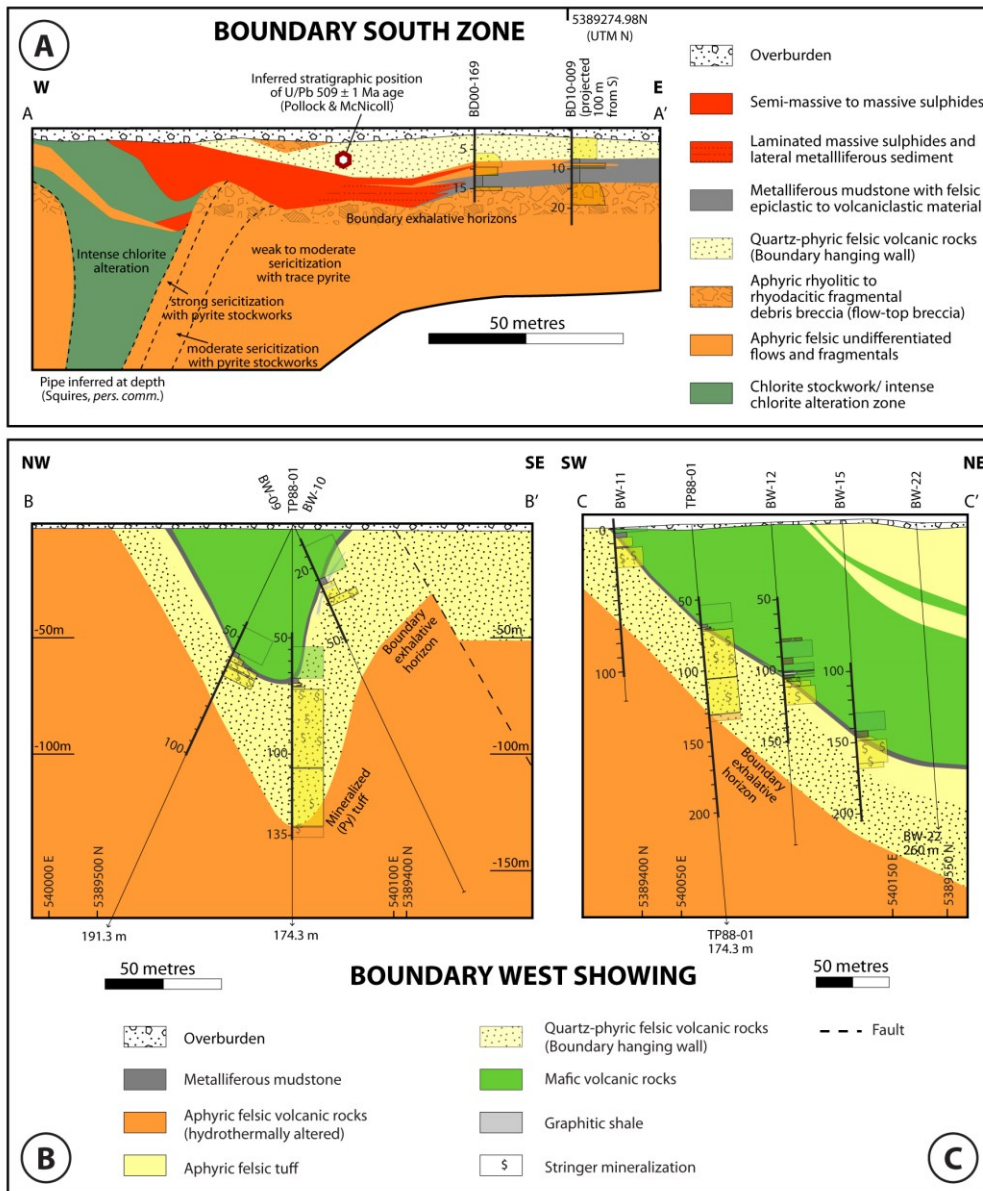 A
BOUNDARY SOUTH ZONE
5389274.98N
(UTM N)
W
A
Inferred stratigraphic position
of U/Pb 509 ± 1 Ma age
(Pollock & McNicoll)
BD00-169
BD10-009
(projected
100 m
from S)
E
A'
5
10
15
20
Boundary exhalative horizons
Intense chlorite
alteration
weak to moderate
sericitization
with trace pyrite
strong sericitization
with pyrite stockworks
moderate sericitization
with pyrite stockworks
50 metres
Pipe inferred at depth
(Squires, pers. comm.)
Overburden
Semi-massive to massive sulphides
Laminated massive sulphides and
lateral metallliferous sediment
Metalliferous mudstone with felsic
epiclastic to volcaniclastic material
Quartz-phyric felsic volcanic rocks
(Boundary hanging wall)
Aphyric rhyolitic to
rhyodacitic fragmental
debris breccia (flow-top breccia)
Aphyric felsic undifferentiated
flows and fragmentals
Chlorite stockwork/ intense
chlorite alteration zone
NW
B
BW-09
TP88-01
BW-10
SE
B'
20
50
50
50
-50m
-50m
Boundary
exhalative
horizon
100
100
-100m
-100m
Mineralized
(Py) tuff
135
-150m
540000 E
5389500 N
540100 E
5389400 N
191.3 m
174.3 m
SW
C
BW-11
TP88-01
BW-12
BW-15
BW-22
NE
C'
0
50
50
100
100
100
100
150
150
150
Boundary
exhalative
horizon
200
200
BW-22
260 m
5389400 N
540050 E
540150 E
5389550 N
TP88-01
174.3 m
50 metres
BOUNDARY WEST SHOWING
50 metres
Overburden
Metalliferous mudstone
Aphyric felsic volcanic rocks
(hydrothermally altered)
Aphyric felsic tuff
Quartz-phyric felsic volcanic rocks
(Boundary hanging wall)
Mafic volcanic rocks
Graphitic shale
$ Stringer mineralization
Fault
B
C